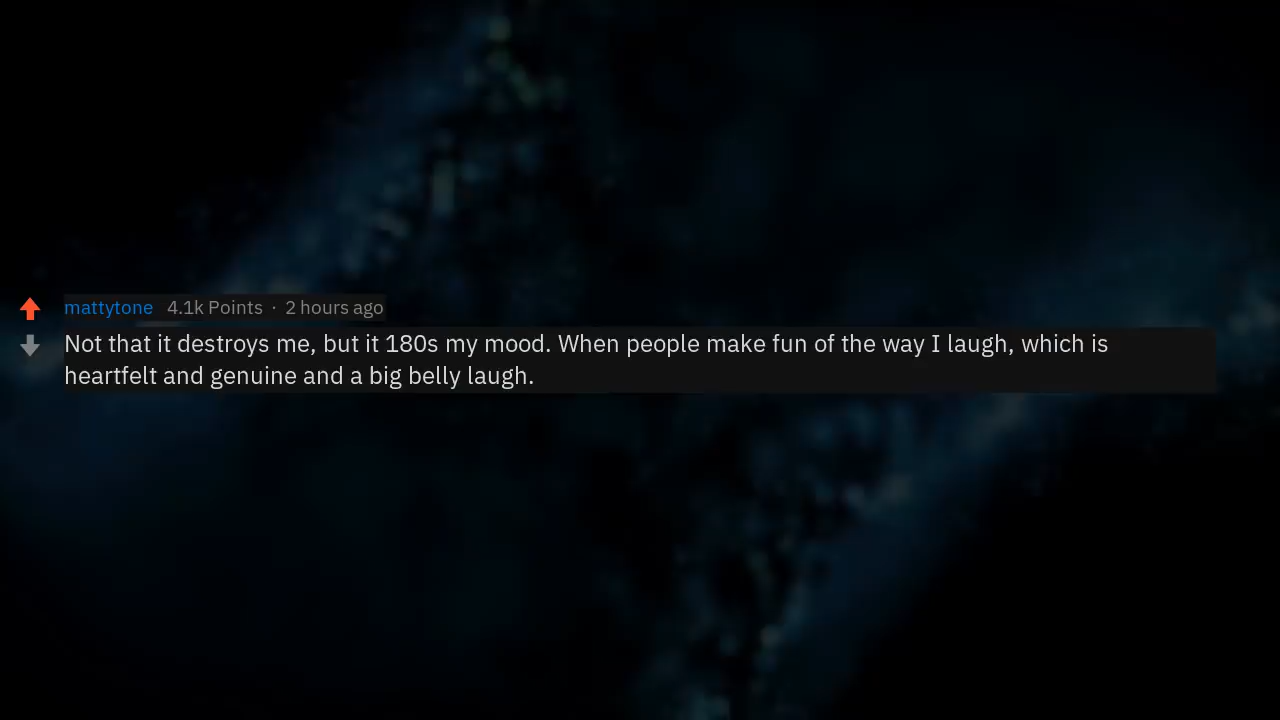 mattytone 4.1k Points · 2 hours ago
Not that it destroys me, but it 180s my mood. When people make fun of the way I laugh, which is
heartfelt and genuine and a big belly laugh.